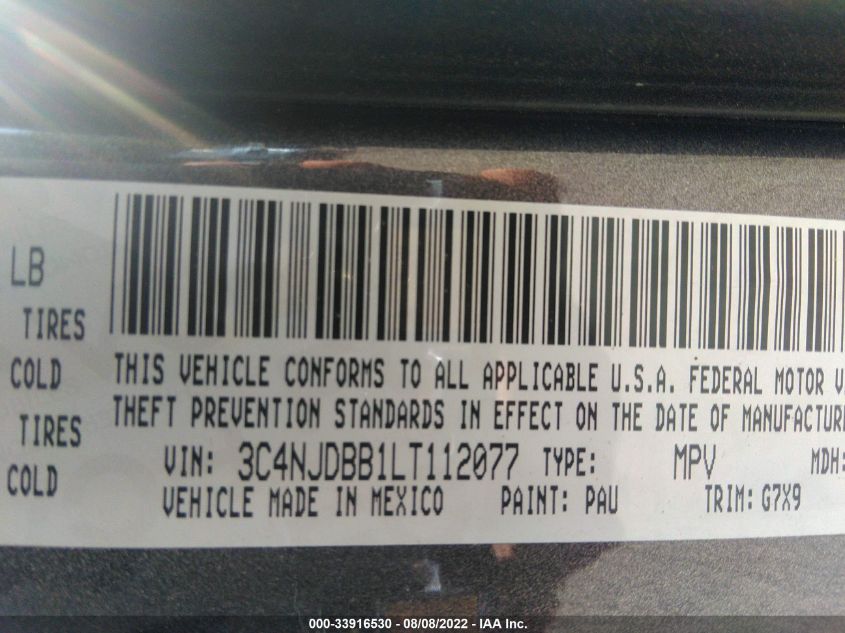 LB
TIRES
COLD
TIRES
COLD
THIS VEHICLE CONFORMS TO ALL APPLICABLE U.S.A. FEDERAL MOTOR V
THEFT PREVENTION STANDARDS IN EFFECT ON THE DATE OF MANUFACTURE
VIN: 3C4NJDBB1LT112077 TYPE: MPV MDH:
VEHICLE MADE IN MEXICO PAINT: PAU TRIM: G7X9
000-33916530 - 08/08/2022 - IAA Inc.